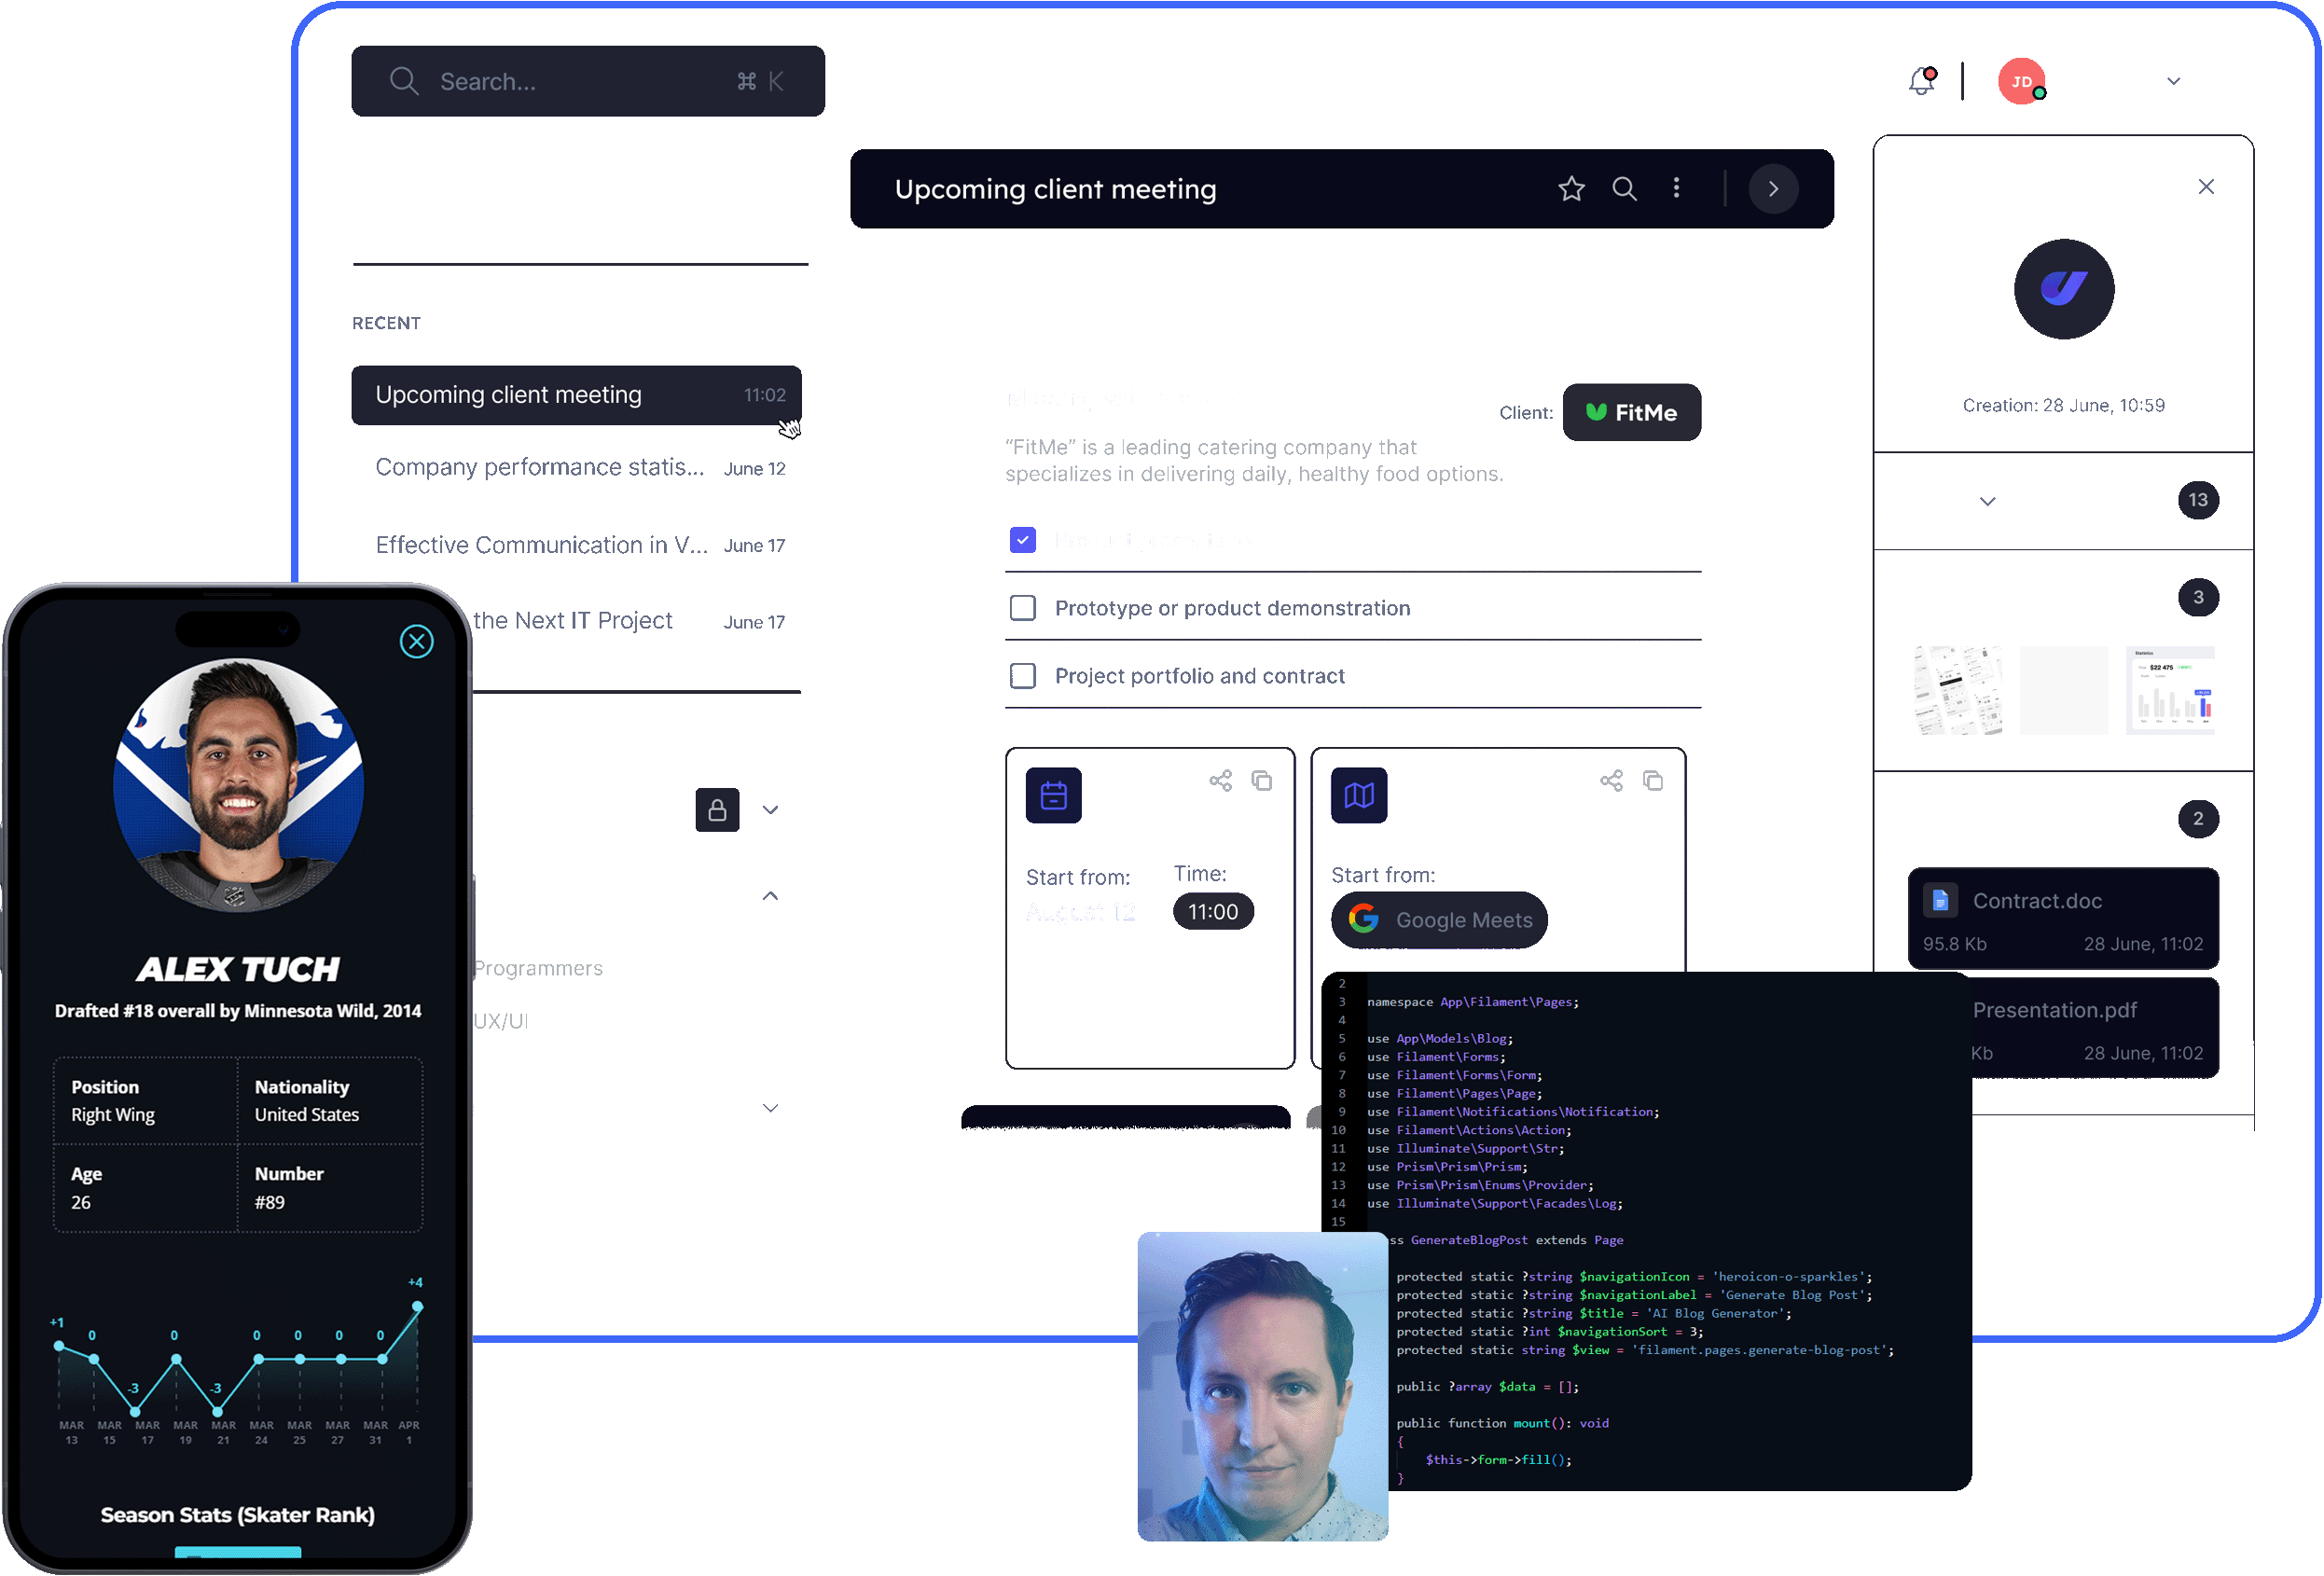 Search...
⌘ K
JD
Upcoming client meeting
RECENT
Upcoming client meeting 11:02
Company performance statis... June 12
Effective Communication in V... June 17
the Next IT Project June 17
Programmers
UX/UI
Client: FitMe
“FitMe” is a leading catering company that
specializes in delivering daily, healthy food options.
Prototype or product demonstration
Project portfolio and contract
Start from:
August 12
Time:
11:00
Start from:
Google Meets
Creation: 28 June, 10:59
13
3
Statistics
$22 475
2
Contract.doc
95.8 Kb 28 June, 11:02
Presentation.pdf
Kb 28 June, 11:02
ALEX TUCH
Drafted #18 overall by Minnesota Wild, 2014
Position
Right Wing
Nationality
United States
Age
26
Number
#89
+1 0 -3 0 -3 0 0 0 0 +4
MAR MAR MAR MAR MAR MAR MAR MAR MAR APR
13 15 17 19 21 24 25 27 31 1
Season Stats (Skater Rank)
2
3 namespace App\Filament\Pages;
4
5 use App\Models\Blog;
6 use Filament\Forms;
7 use Filament\Forms\Form;
8 use Filament\Pages\Page;
9 use Filament\Notifications\Notification;
10 use Filament\Actions\Action;
11 use Illuminate\Support\Str;
12 use Prism\Prism\Prism;
13 use Prism\Prism\Enums\Provider;
14 use Illuminate\Support\Facades\Log;
15
ss GenerateBlogPost extends Page
protected static ?string $navigationIcon = 'heroicon-o-sparkles';
protected static ?string $navigationLabel = 'Generate Blog Post';
protected static ?string $title = 'AI Blog Generator';
protected static ?int $navigationSort = 3;
protected static string $view = 'filament.pages.generate-blog-post';
public ?array $data = [];
public function mount(): void
{
$this->form->fill();
}